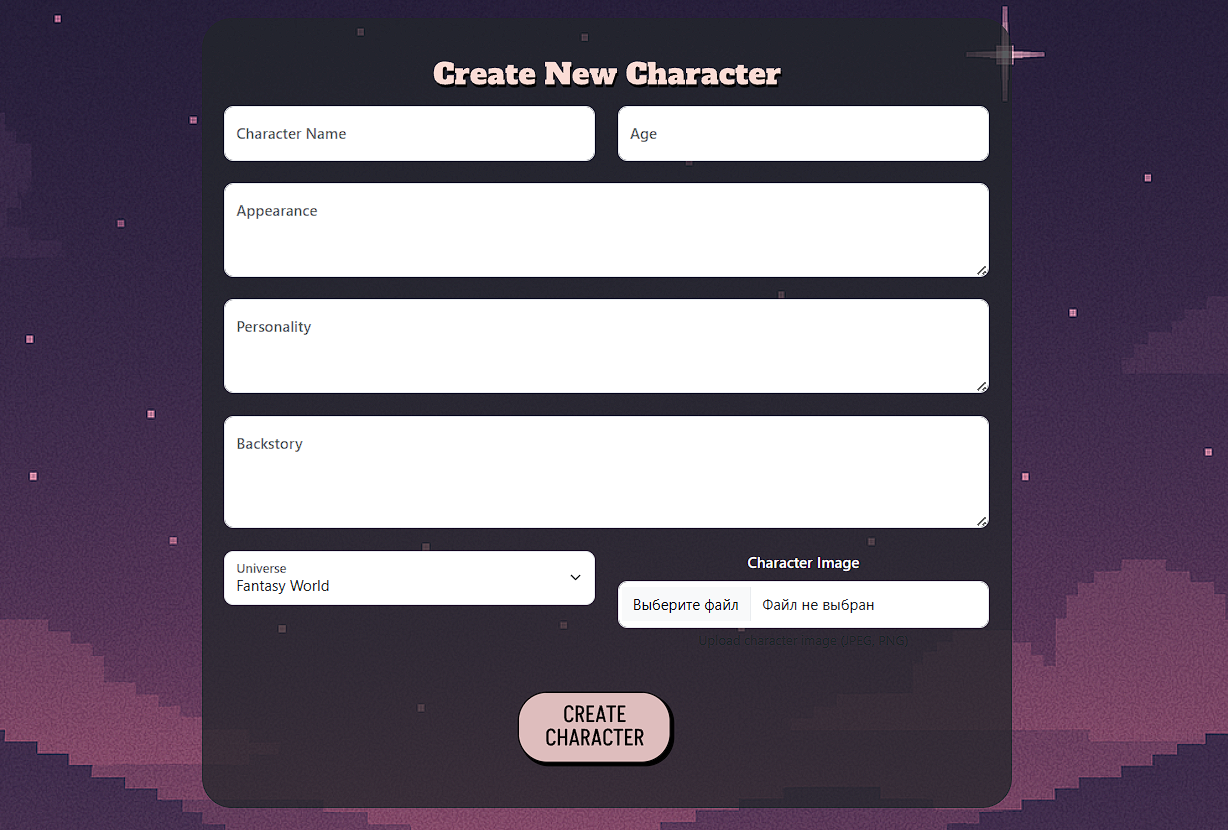 Create New Character
Character Name
Age
Appearance
Personality
Backstory
Universe
Fantasy World
Character Image
Выберите файл
Файл не выбран
Upload character image (JPEG, PNG)
CREATE
CHARACTER